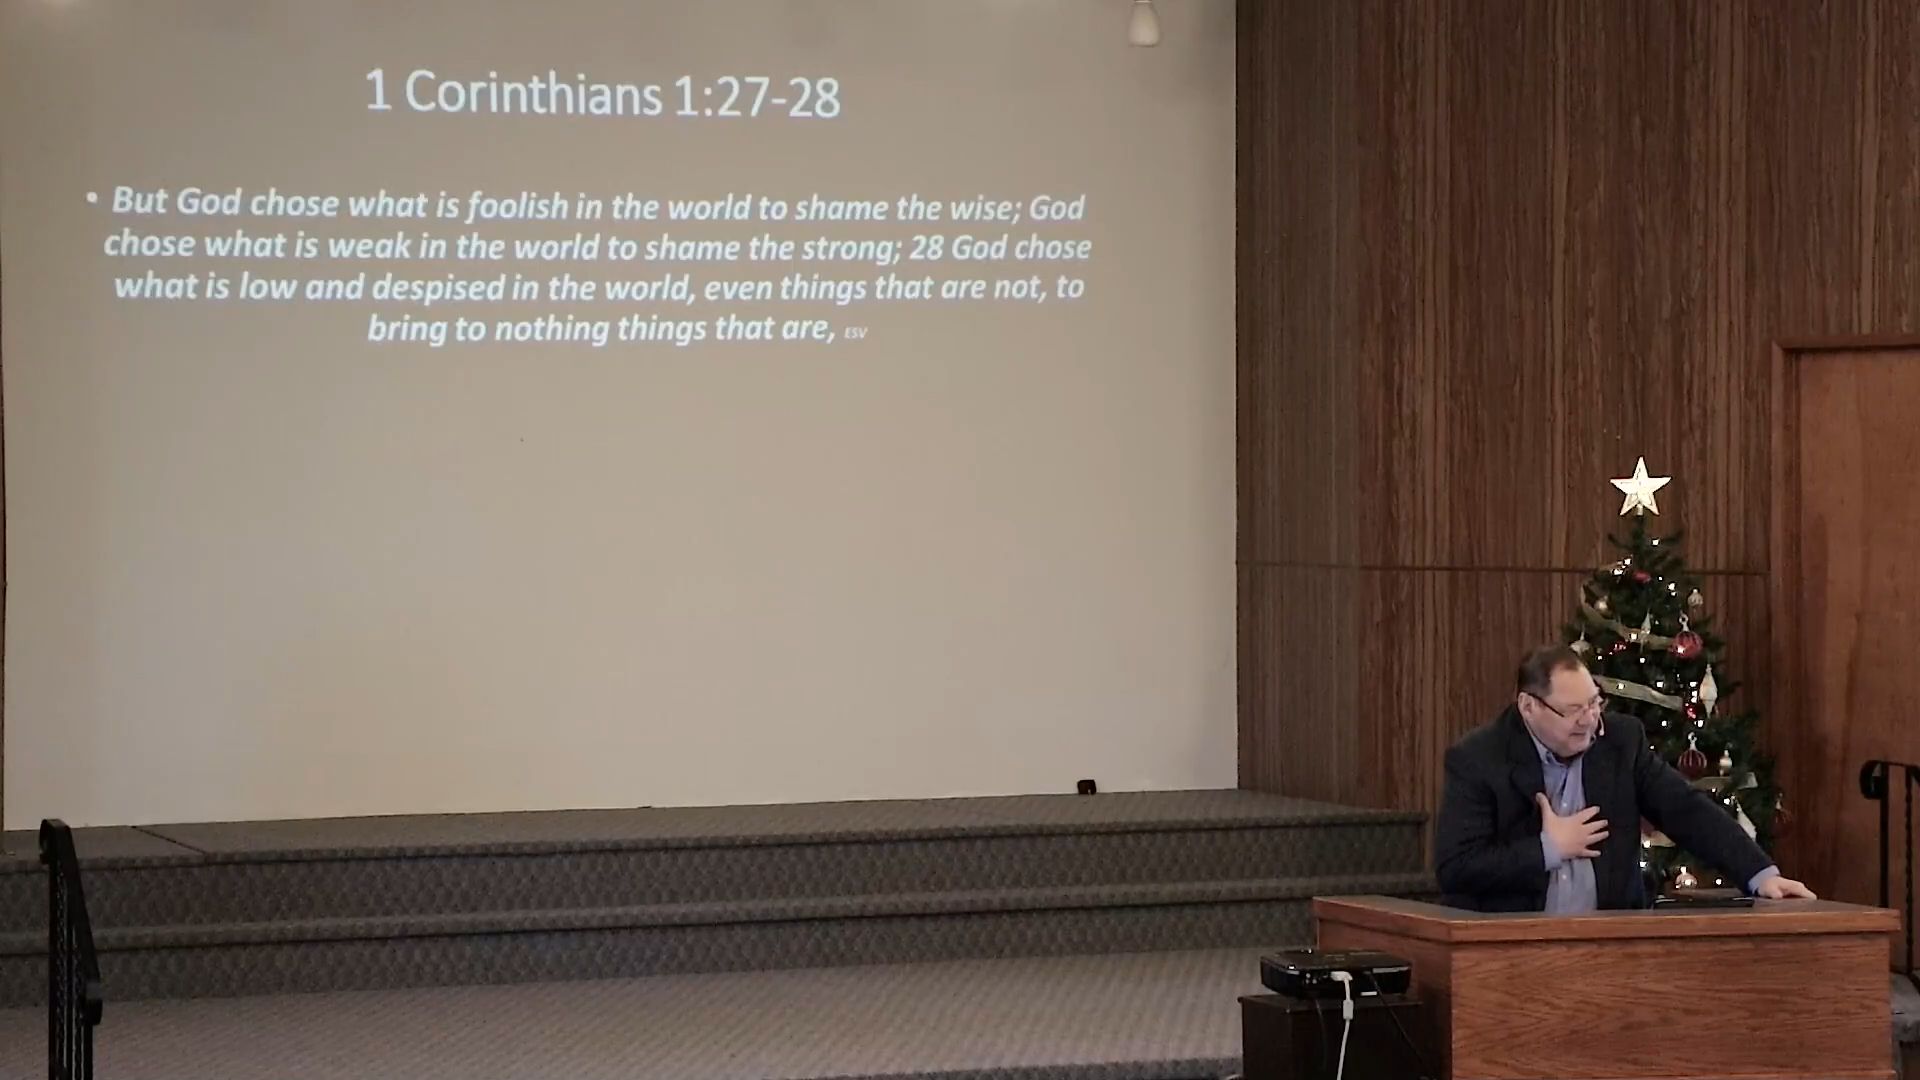 1 Corinthians 1:27-28
• But God chose what is foolish in the world to shame the wise; God
chose what is weak in the world to shame the strong; 28 God chose
what is low and despised in the world, even things that are not, to
bring to nothing things that are, ESV